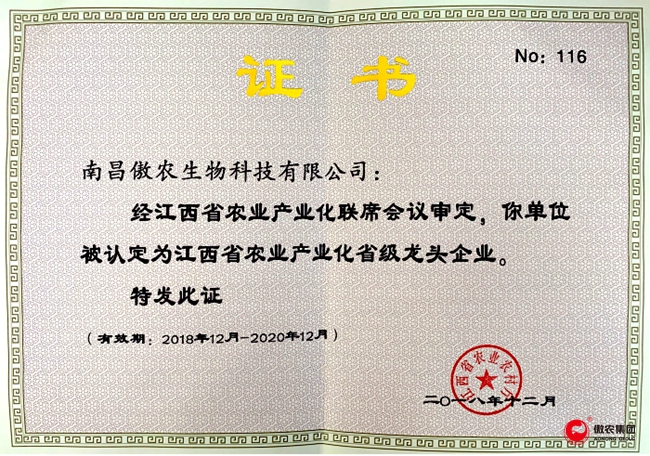 No：116
证 书
南昌傲农生物科技有限公司：
经江西省农业产业化联席会议审定，你单位
被认定为江西省农业产业化省级龙头企业。
特发此证
（有效期：2018年12月-2020年12月）
江西省农业农村厅
二〇一八年十二月
傲农集团
AONONG GROUP